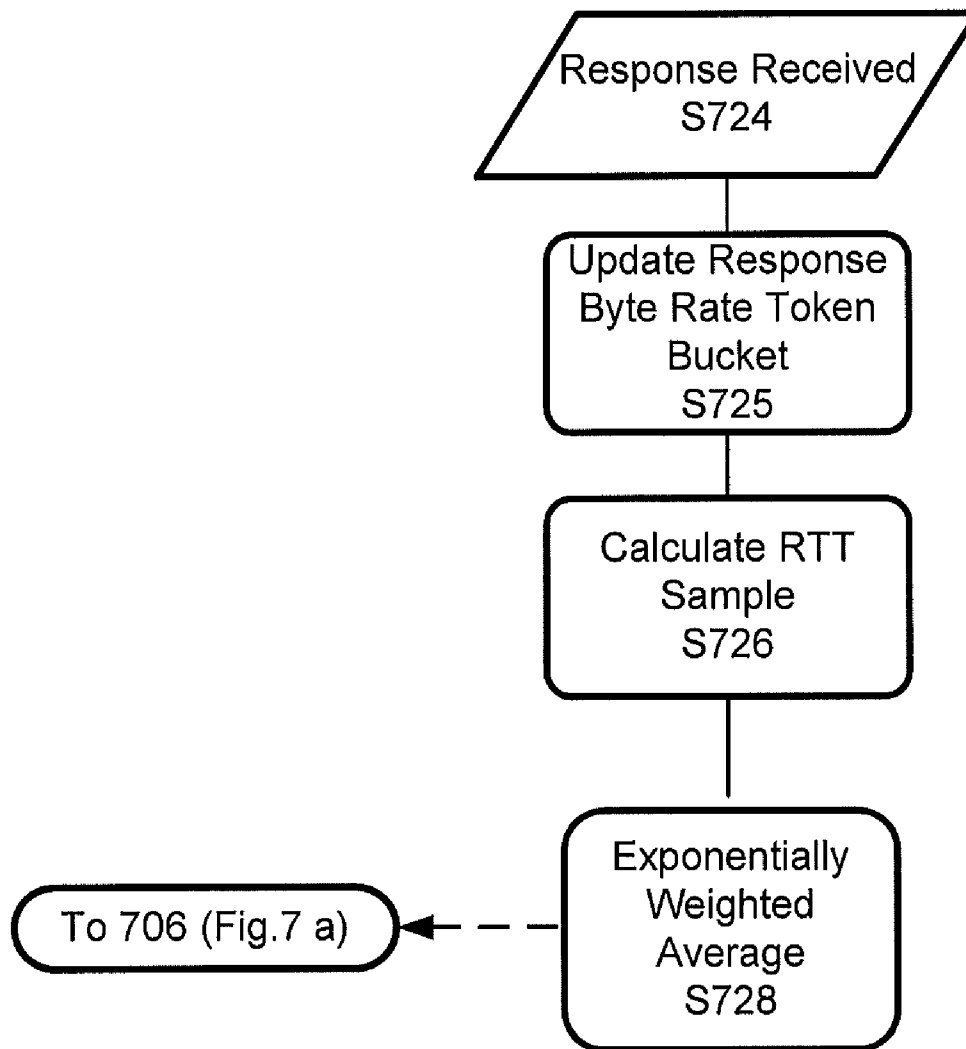 Response Received
S724
Update Response
Byte Rate Token
Bucket
S725
Calculate RTT
Sample
S726
Exponentially
Weighted
Average
S728
To 706 (Fig.7 a)